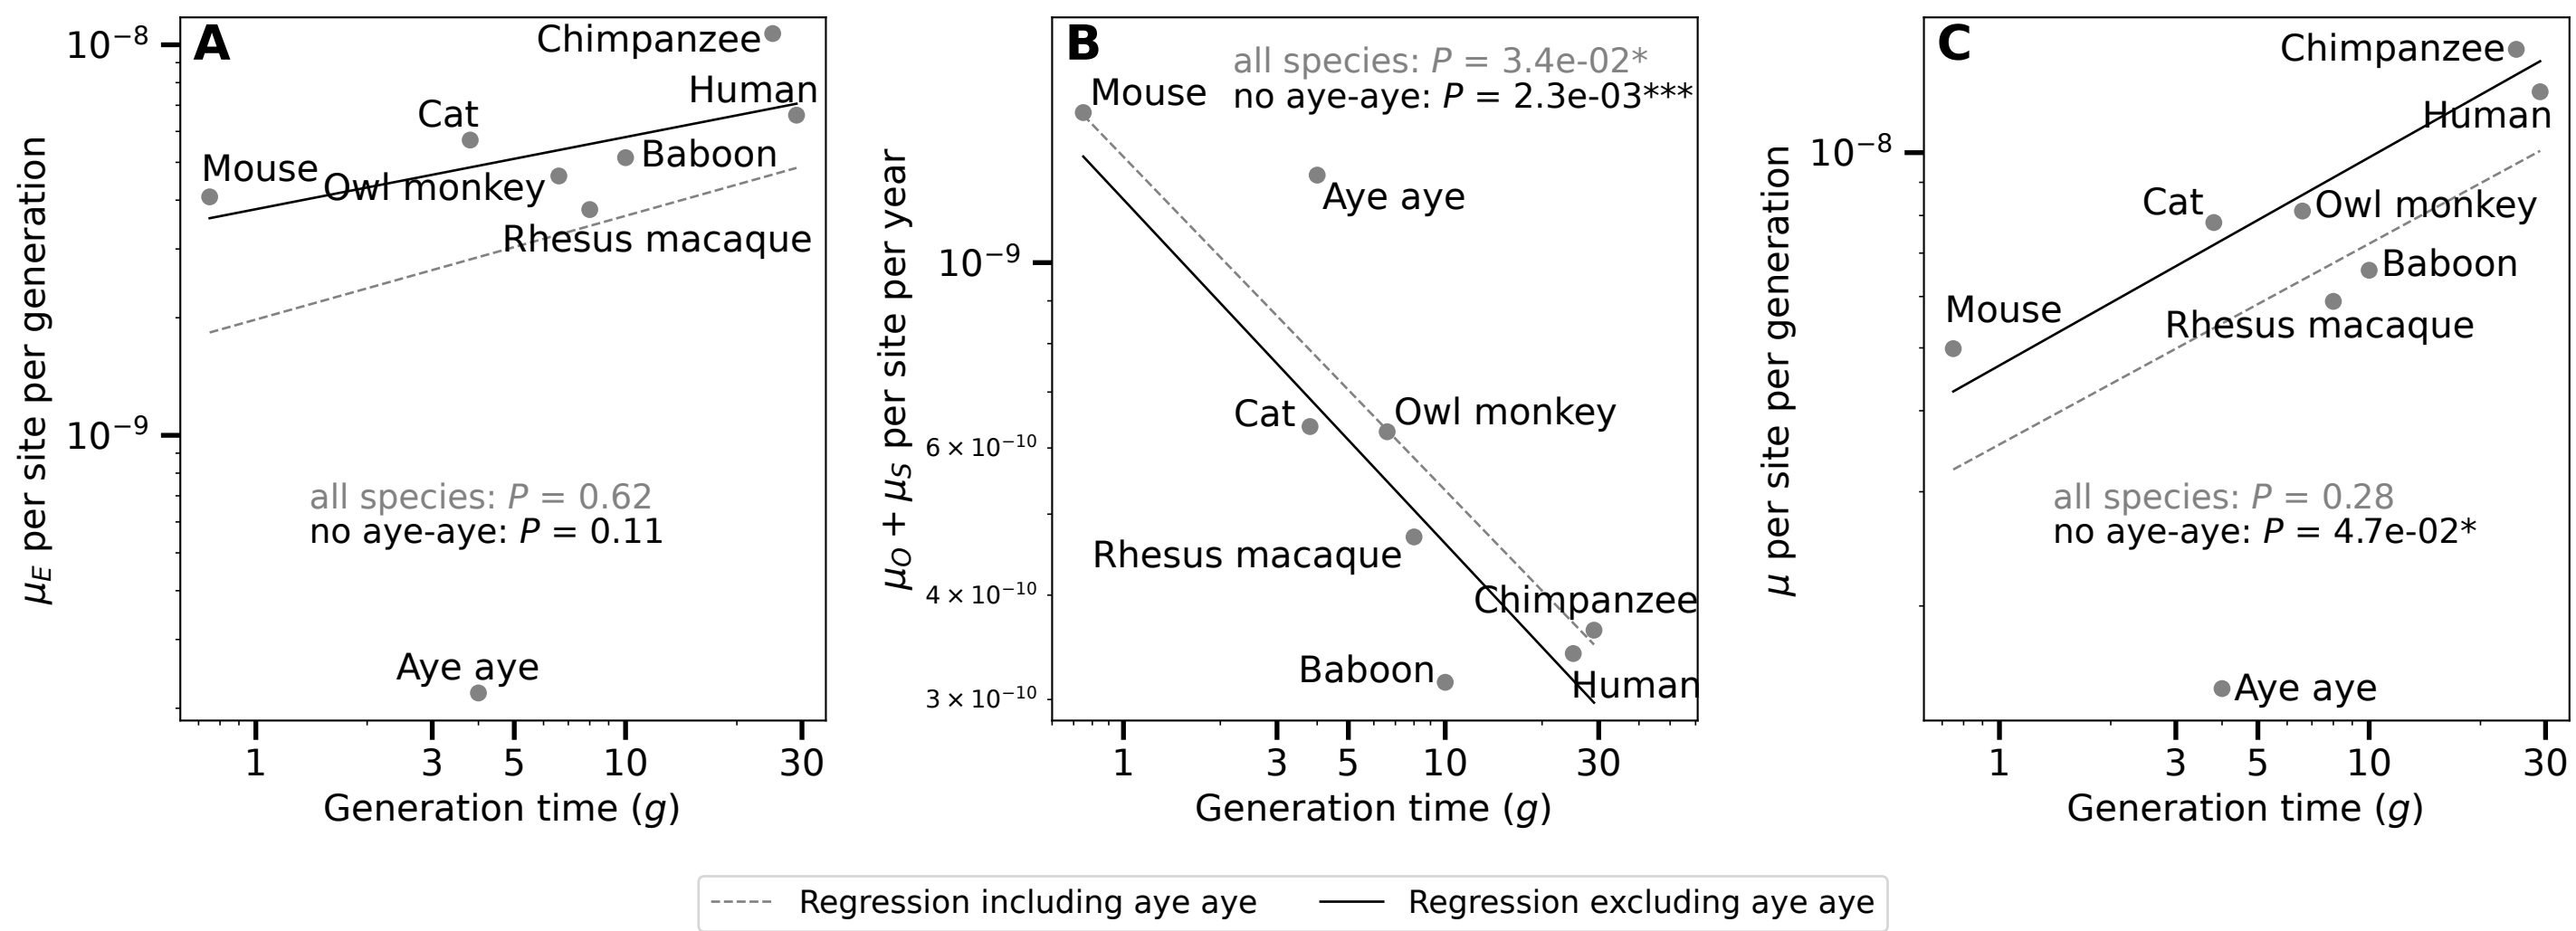 A
10⁻⁸
10⁻⁹
μ_E per site per generation
Chimpanzee
Human
Cat
Mouse
Baboon
Owl monkey
Rhesus macaque
all species: P = 0.62
no aye-aye: P = 0.11
Aye aye
1 3 5 10 30
Generation time (g)
B
10⁻⁹
6 × 10⁻¹⁰
4 × 10⁻¹⁰
3 × 10⁻¹⁰
μ_O + μ_S per site per year
all species: P = 3.4e-02*
no aye-aye: P = 2.3e-03***
Mouse
Aye aye
Cat
Owl monkey
Rhesus macaque
Chimpanzee
Baboon
Human
1 3 5 10 30
Generation time (g)
C
10⁻⁸
μ per site per generation
Chimpanzee
Human
Cat
Owl monkey
Baboon
Mouse
Rhesus macaque
all species: P = 0.28
no aye-aye: P = 4.7e-02*
Aye aye
1 3 5 10 30
Generation time (g)
Regression including aye aye
Regression excluding aye aye